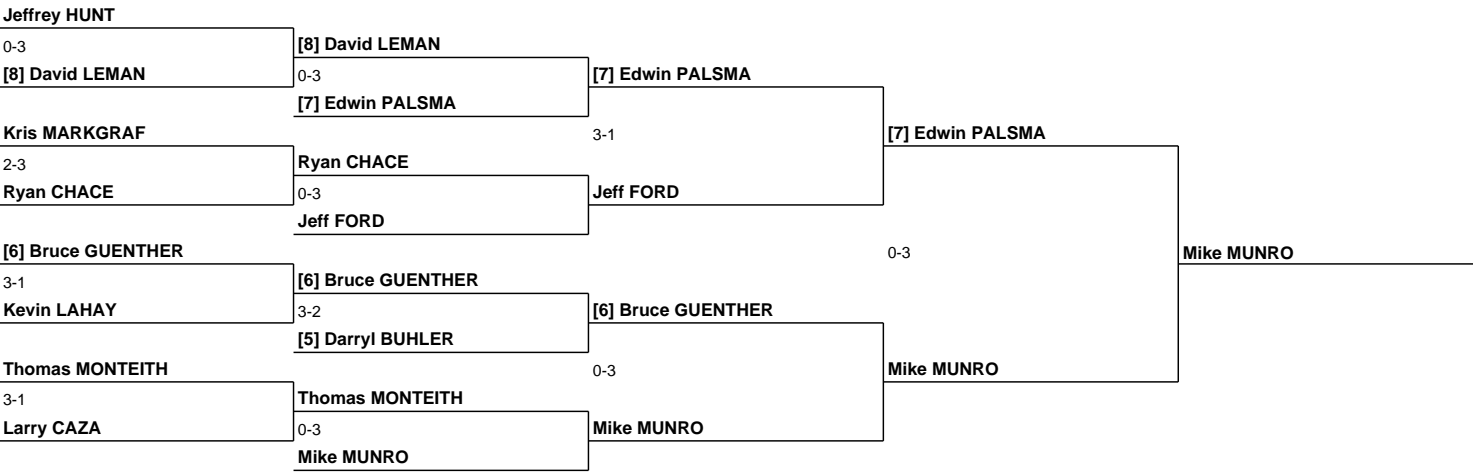 Jeffrey HUNT
0-3
[8] David LEMAN
[8] David LEMAN
0-3
[7] Edwin PALSMA
[7] Edwin PALSMA
Kris MARKGRAF
3-1
[7] Edwin PALSMA
2-3
Ryan CHACE
Ryan CHACE
0-3
Jeff FORD
Jeff FORD
[6] Bruce GUENTHER
0-3
Mike MUNRO
3-1
[6] Bruce GUENTHER
Kevin LAHAY
3-2
[6] Bruce GUENTHER
[5] Darryl BUHLER
Thomas MONTEITH
0-3
Mike MUNRO
3-1
Thomas MONTEITH
Larry CAZA
0-3
Mike MUNRO
Mike MUNRO